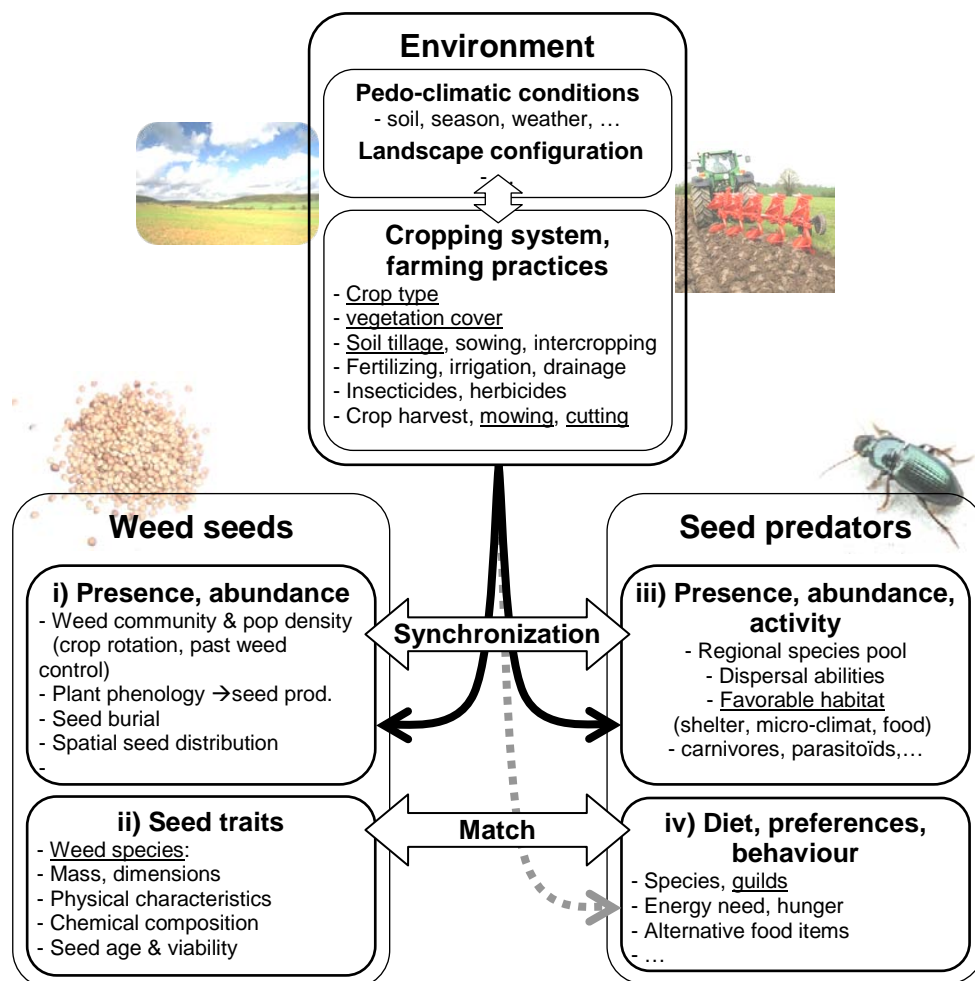 Environment
Pedo-climatic conditions
- soil, season, weather, …
Landscape configuration
- …
Cropping system,
farming practices
- Crop type
- vegetation cover
- Soil tillage, sowing, intercropping
- Fertilizing, irrigation, drainage
- Insecticides, herbicides
- Crop harvest, mowing, cutting
Weed seeds
i) Presence, abundance
- Weed community & pop density
(crop rotation, past weed
control)
- Plant phenology →seed prod.
- Seed burial
- Spatial seed distribution
-
ii) Seed traits
- Weed species:
- Mass, dimensions
- Physical characteristics
- Chemical composition
- Seed age & viability
Synchronization
Match
Seed predators
iii) Presence, abundance,
activity
- Regional species pool
- Dispersal abilities
- Favorable habitat
(shelter, micro-climat, food)
- carnivores, parasitoïds,…
iv) Diet, preferences,
behaviour
- Species, guilds
- Energy need, hunger
- Alternative food items
- …